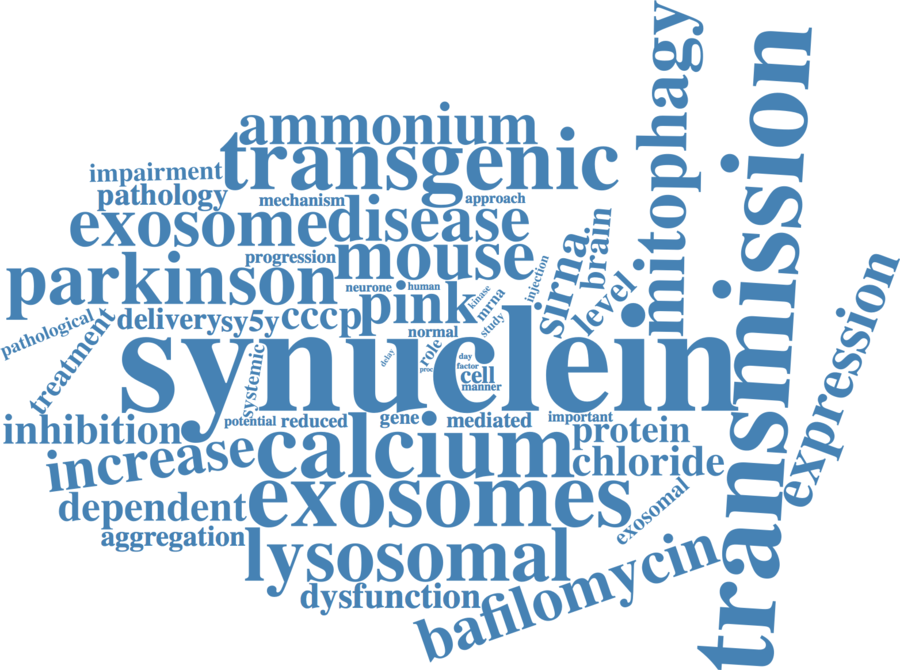 ammonium
transgenic
impairment
pathology
mechanism
approach
exosome
disease
progression
mouse
parkinson
neurone
human
pink
kinase
mrna
injection
study
sirna
brain
level
mitophagy
transmission
expression
pathological
treatment
delivery
sy5y
cccp
normal
synuclein
systemic
delay
role
proc
day
factor
cell
manner
inhibition
potential
reduced
gene
mediated
important
protein
increase
calcium
chloride
dependent
exosomes
exosomal
aggregation
lysosomal
dysfunction
bafilomycin